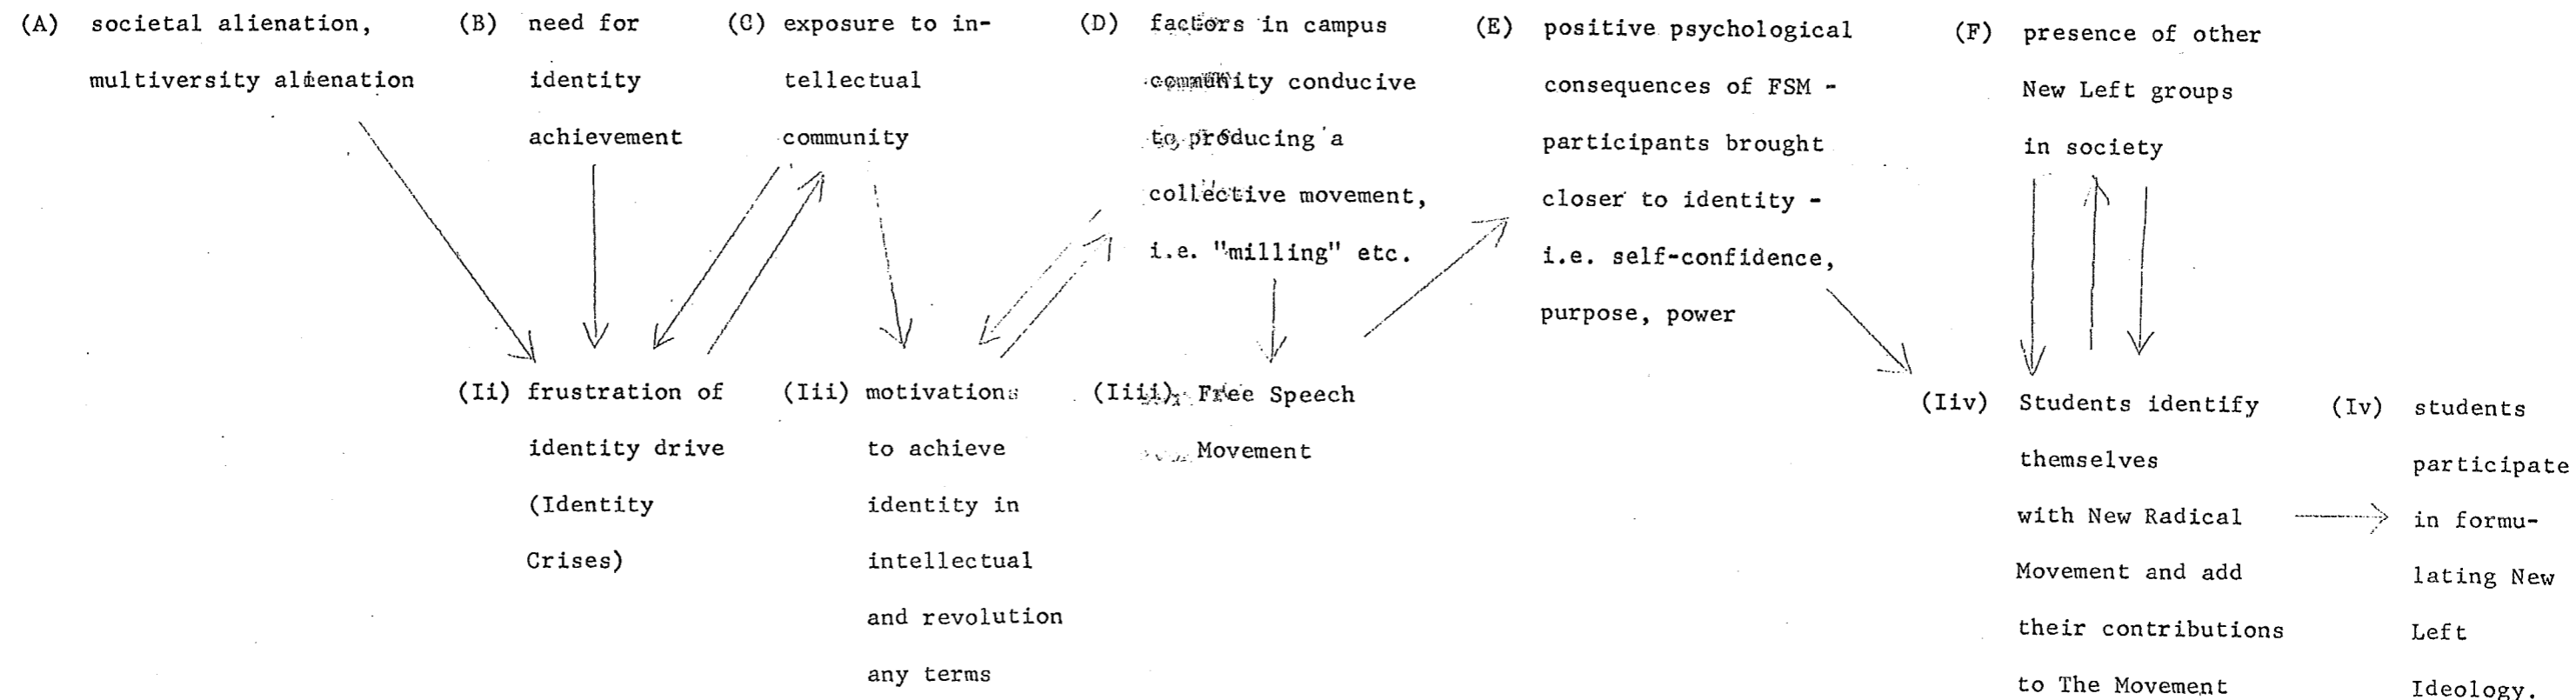 (A) societal alienation,
multiversity alienation
(B) need for
identity
achievement
(C) exposure to in-
tellectual
community
(D) factors in campus
community conducive
to producing a
collective movement,
i.e. "milling" etc.
(E) positive psychological
consequences of FSM -
participants brought
closer to identity -
i.e. self-confidence,
purpose, power
(F) presence of other
New Left groups
in society
(Ii) frustration of
identity drive
(Identity
Crises)
(Iii) motivations
to achieve
identity in
intellectual
and revolution
any terms
(Iiii) Free Speech
Movement
(Iiv) Students identify
themselves
with New Radical
Movement and add
their contributions
to The Movement
(Iv) students
participate
in formu-
lating New
Left
Ideology.